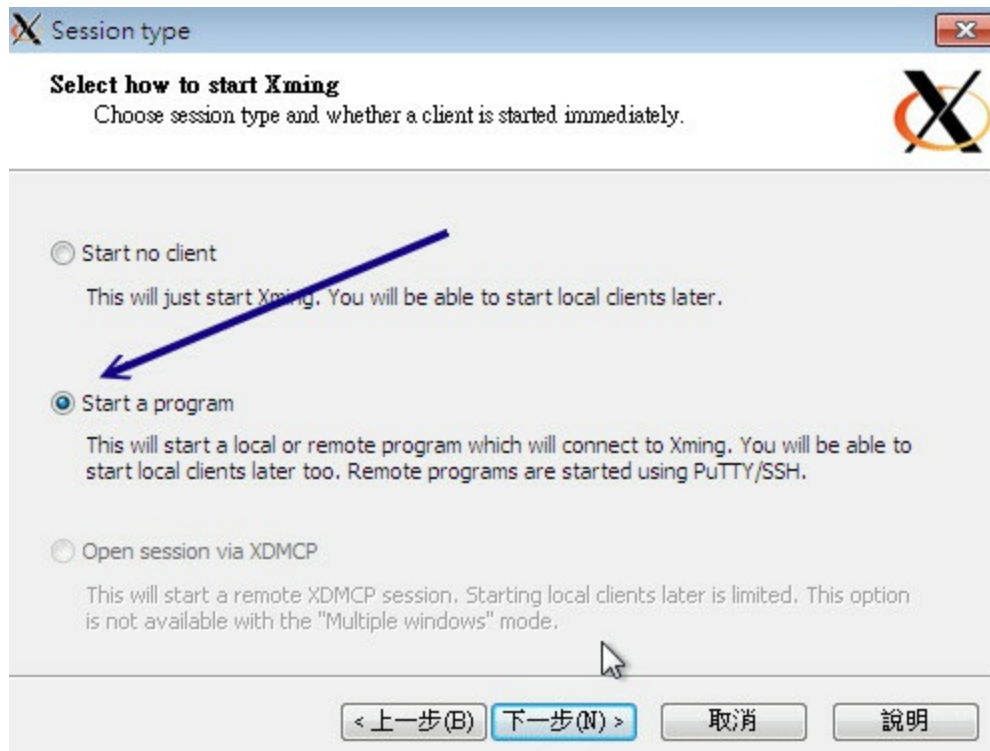 Session type
Select how to start Xming
Choose session type and whether a client is started immediately.
Start no client
This will just start Xming. You will be able to start local clients later.
Start a program
This will start a local or remote program which will connect to Xming. You will be able to
start local clients later too. Remote programs are started using PuTTY/SSH.
Open session via XDMCP
This will start a remote XDMCP session. Starting local clients later is limited. This option
is not available with the "Multiple windows" mode.
<上一步(B) 下一步(N)> 取消 說明